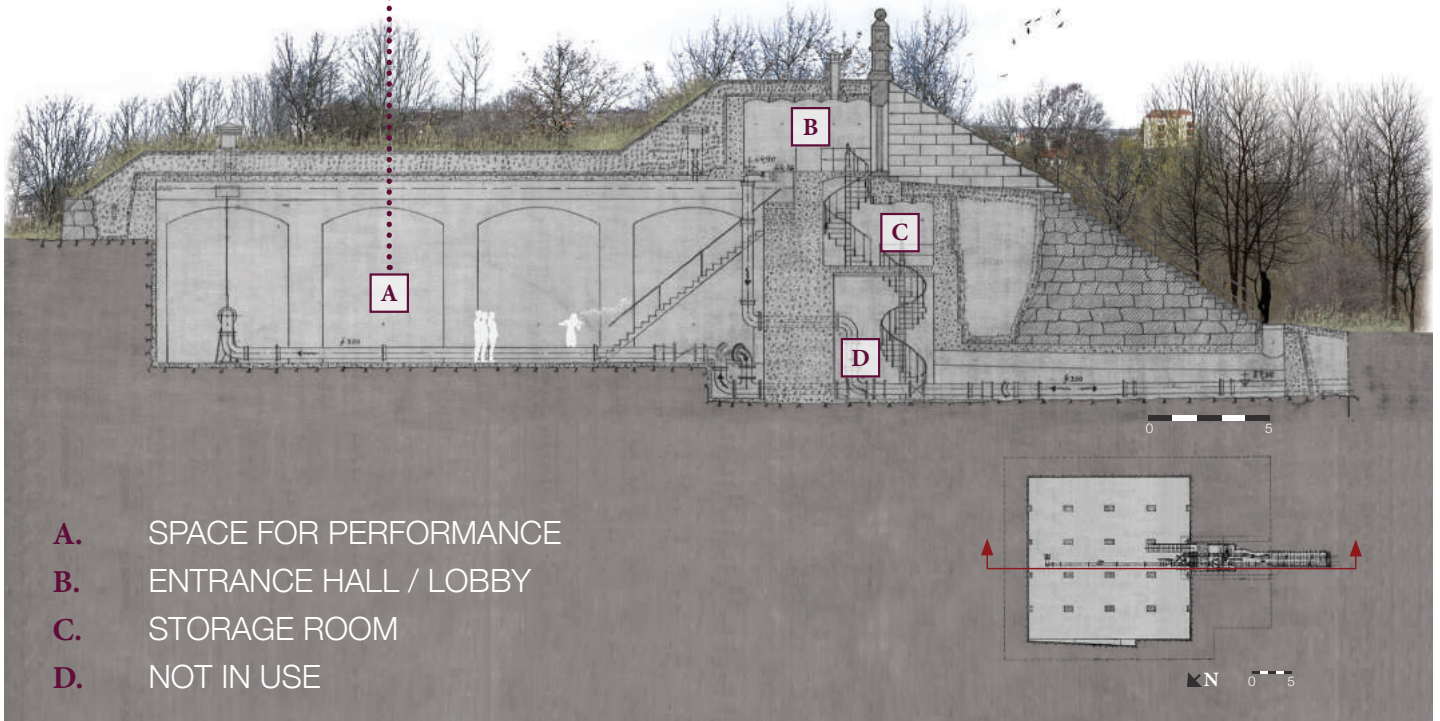 B
C
A
D
0 5
A. SPACE FOR PERFORMANCE
B. ENTRANCE HALL / LOBBY
C. STORAGE ROOM
D. NOT IN USE
N 0 5